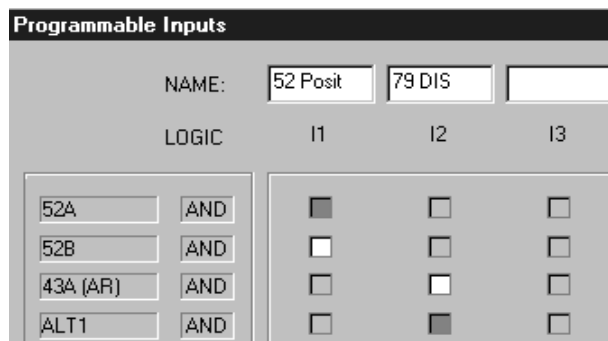 Programmable Inputs
NAME: 52 Posit 79 DIS
LOGIC I1 I2 I3
52A AND
52B AND
43A (AR) AND
ALT1 AND